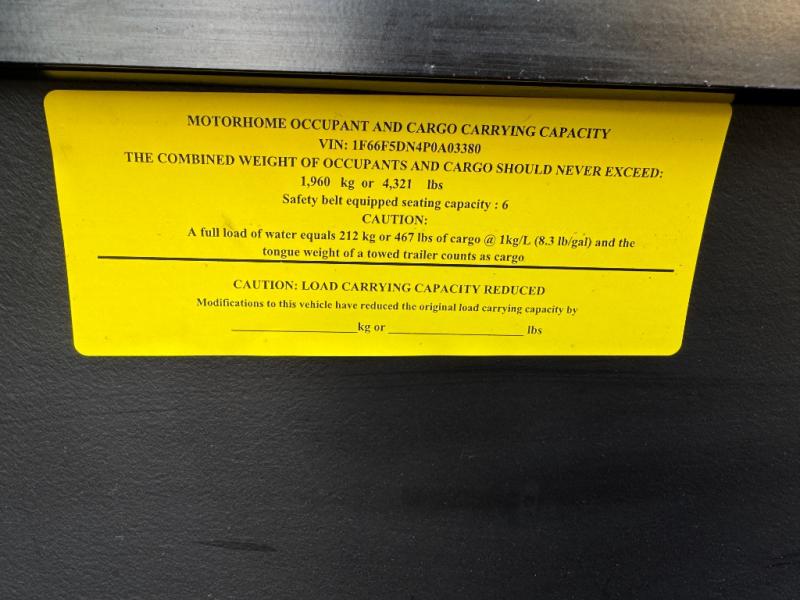 MOTORHOME OCCUPANT AND CARGO CARRYING CAPACITY
VIN: 1F66F5DN4P0A03380
THE COMBINED WEIGHT OF OCCUPANTS AND CARGO SHOULD NEVER EXCEED:
1,960 kg or 4,321 lbs
Safety belt equipped seating capacity : 6
CAUTION:
A full load of water equals 212 kg or 467 lbs of cargo @ 1kg/L (8.3 lb/gal) and the
tongue weight of a towed trailer counts as cargo
CAUTION: LOAD CARRYING CAPACITY REDUCED
Modifications to this vehicle have reduced the original load carrying capacity by
____________________kg or ______________________ lbs